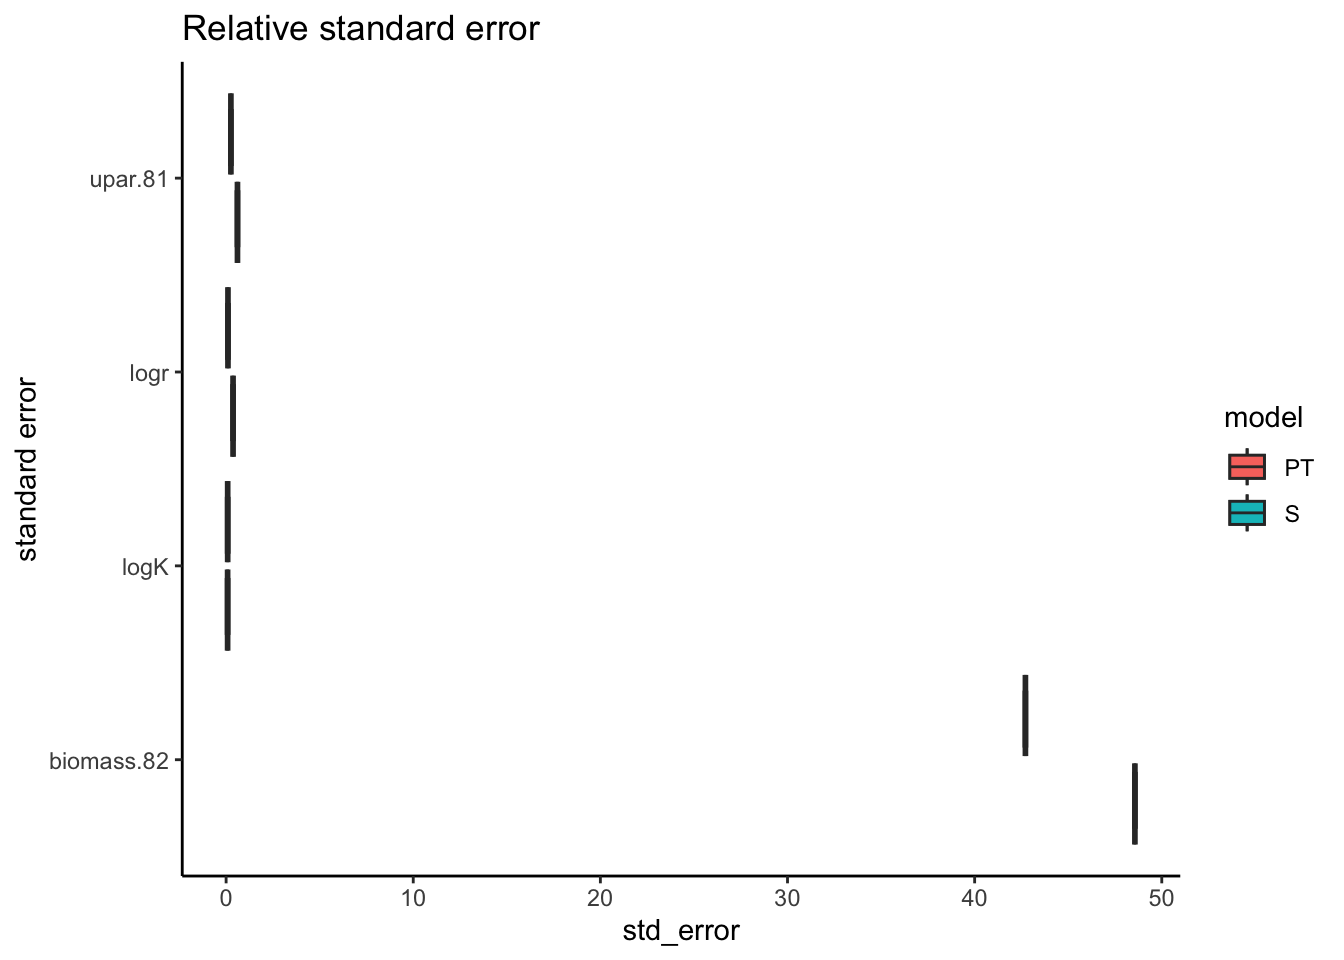 Relative standard error
upar.81
logr
logK
biomass.82
standard error
0 10 20 30 40 50
std_error
model
PT
S